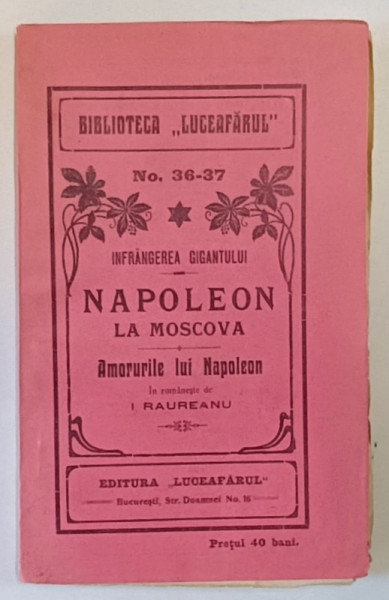 BIBLIOTECA „LUCEAFĂRUL"
No. 36-37
INFRÂNGEREA GIGANTULUI
NAPOLEON
LA MOSCOVA
Amorurile lui Napoleon
În româneşte de
I RAUREANU
EDITURA „LUCEAFĂRUL"
Bucureşti, Str. Doamnei No. 16
Preţul 40 bani.